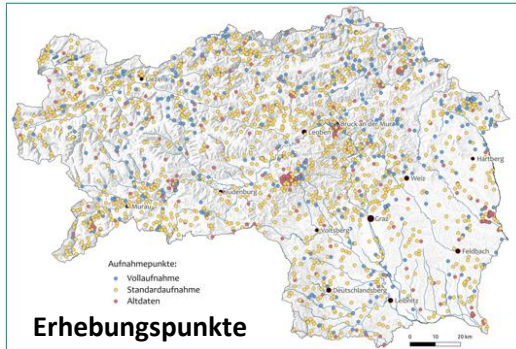 Leoben
Bruck an der Mur
Hartberg
Weiz
Judenburg
Murau
Graz
Voitsberg
Feldbach
Aufnahmepunkte:
Vollaufnahme
Standardaufnahme
Altdaten
Deutschlandsberg
Leibnitz
Erhebungspunkte
0 10 20 km